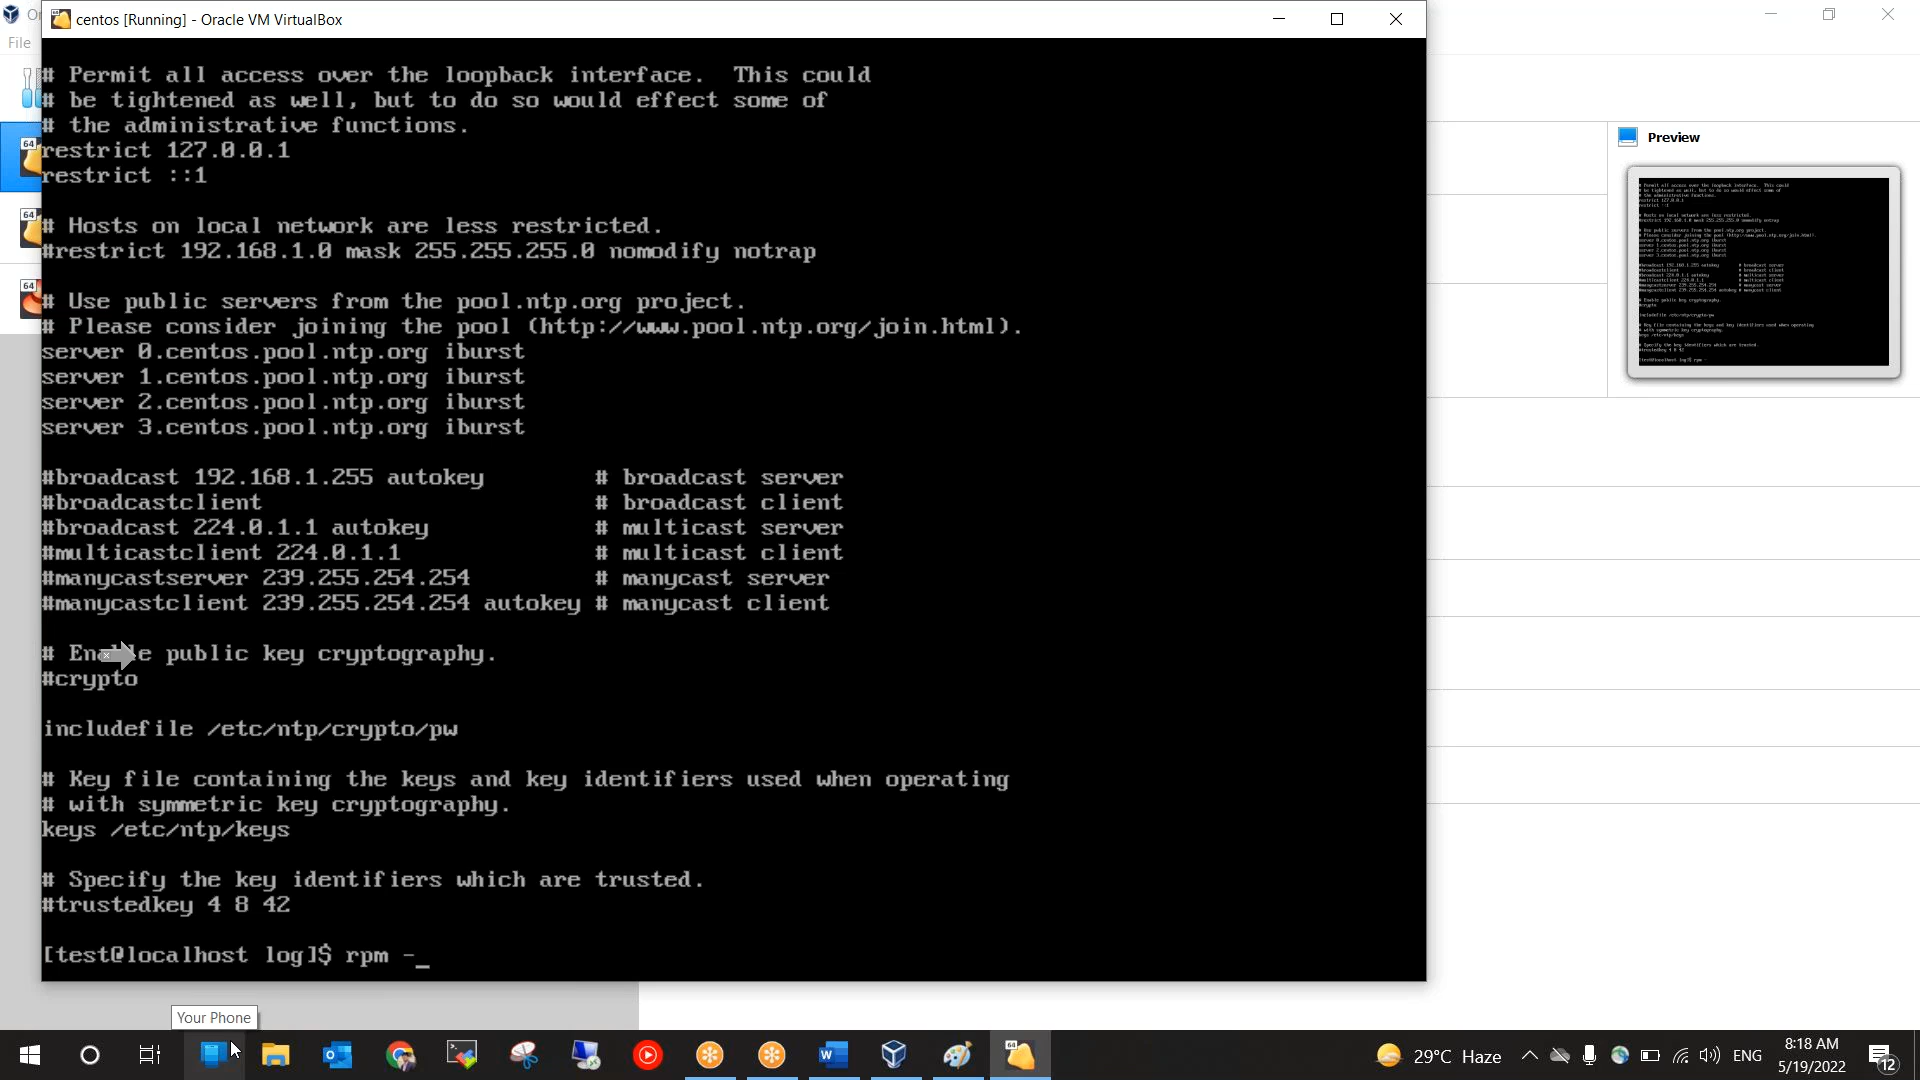 centos [Running] - Oracle VM VirtualBox
File
# Permit all access over the loopback interface.  This could
# be tightened as well, but to do so would effect some of
# the administrative functions.
restrict 127.0.0.1
restrict ::1
# Hosts on local network are less restricted.
#restrict 192.168.1.0 mask 255.255.255.0 nomodify notrap
# Use public servers from the pool.ntp.org project.
# Please consider joining the pool (http://www.pool.ntp.org/join.html).
server 0.centos.pool.ntp.org iburst
server 1.centos.pool.ntp.org iburst
server 2.centos.pool.ntp.org iburst
server 3.centos.pool.ntp.org iburst
#broadcast 192.168.1.255 autokey        # broadcast server
#broadcastclient                        # broadcast client
#broadcast 224.0.1.1 autokey            # multicast server
#multicastclient 224.0.1.1              # multicast client
#manycastserver 239.255.254.254         # manycast server
#manycastclient 239.255.254.254 autokey # manycast client
# Enable public key cryptography.
#crypto
includefile /etc/ntp/crypto/pw
# Key file containing the keys and key identifiers used when operating
# with symmetric key cryptography.
keys /etc/ntp/keys
# Specify the key identifiers which are trusted.
#trustedkey 4 8 42
[test@localhost log]$ rpm -_
64
64
64
Preview
Your Phone
29°C Haze
ENG
8:18 AM
5/19/2022
12